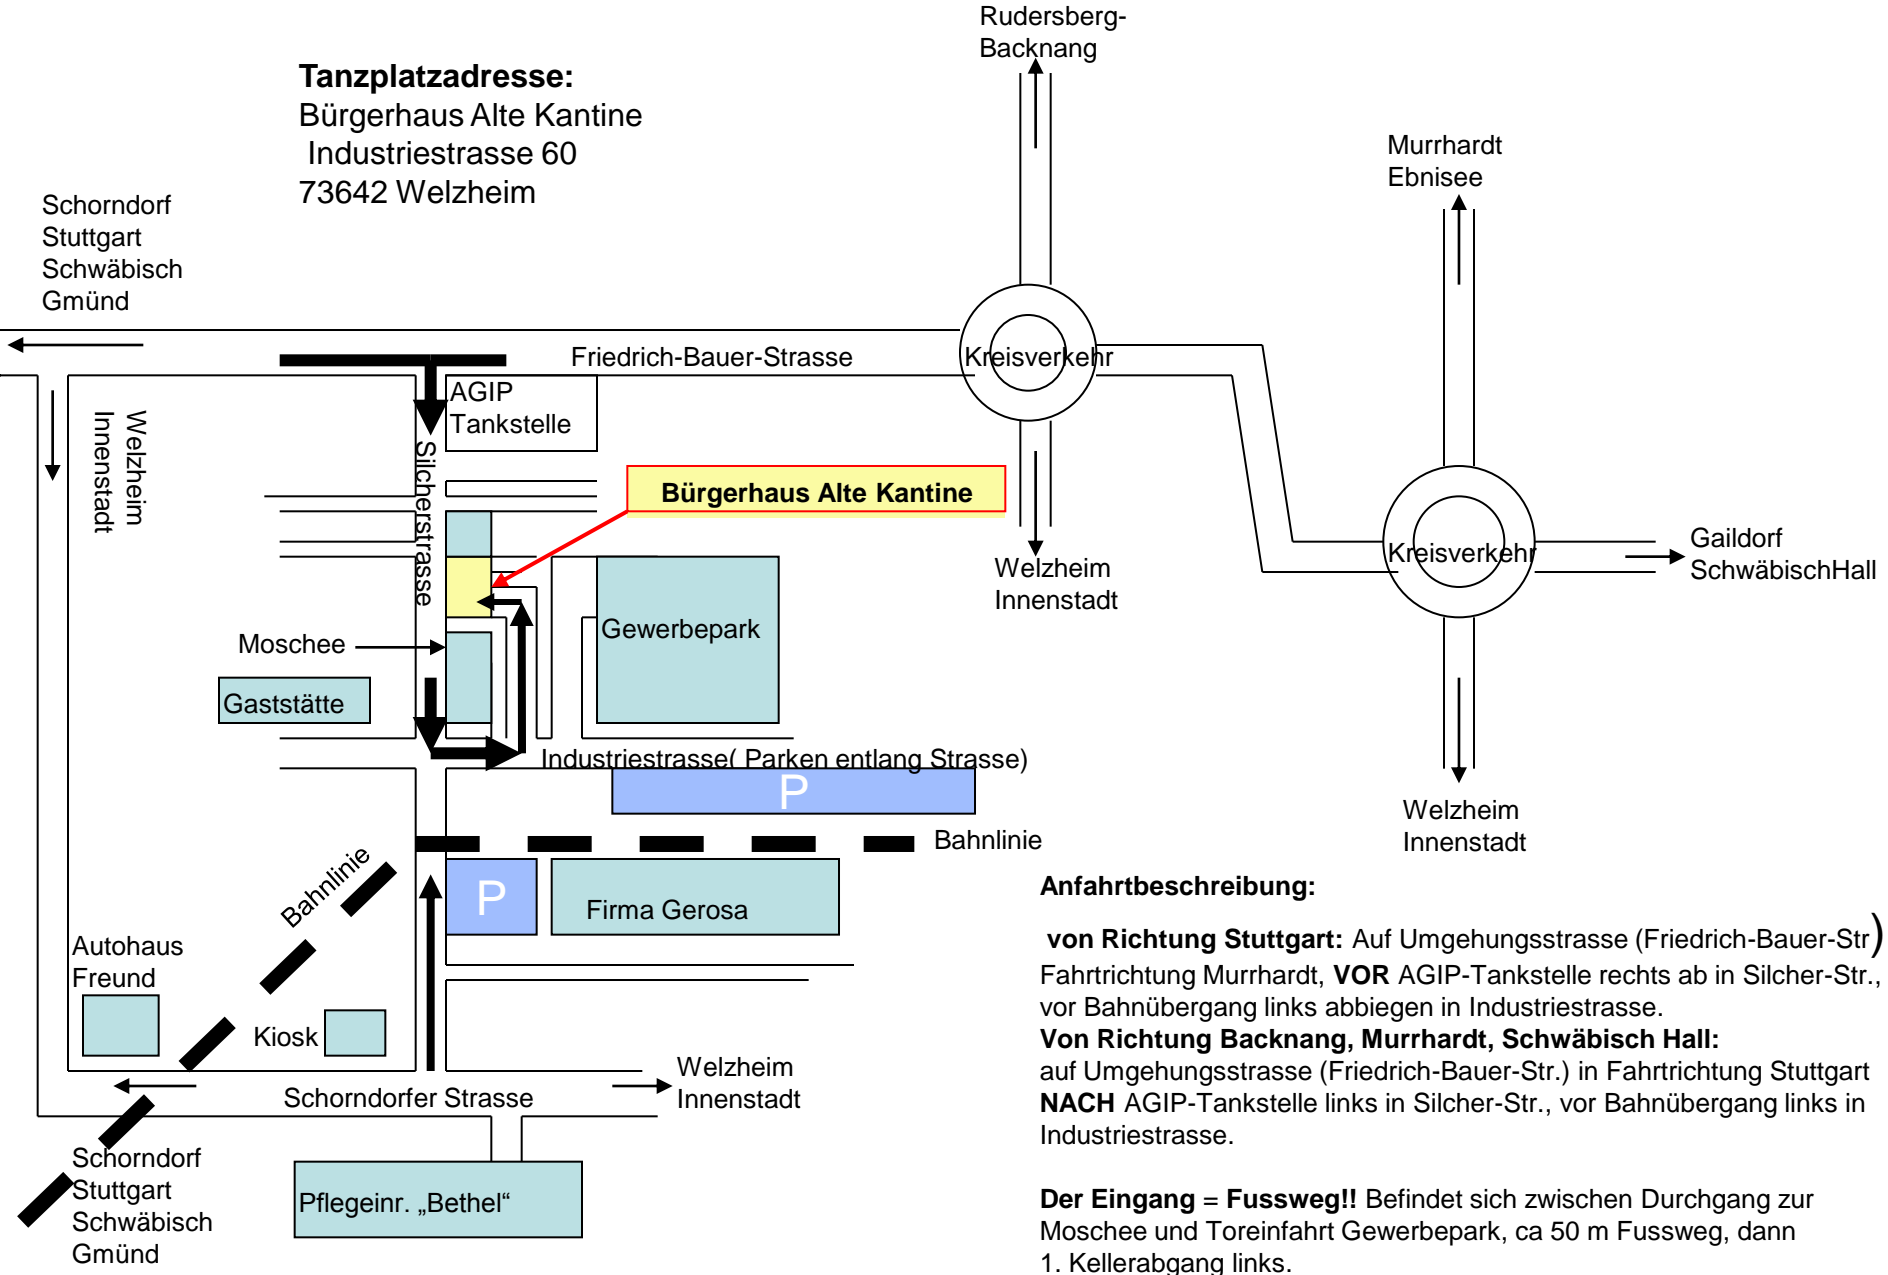 Rudersberg-
Backnang
Tanzplatzadresse:
Bürgerhaus Alte Kantine
Industriestrasse 60
73642 Welzheim
Murrhardt
Ebnisee
Schorndorf
Stuttgart
Schwäbisch
Gmünd
Friedrich-Bauer-Strasse
Kreisverkehr
AGIP
Tankstelle
Welzheim
Innenstadt
Silcherstrasse
Bürgerhaus Alte Kantine
Kreisverkehr
Gaildorf
SchwäbischHall
Welzheim
Innenstadt
Moschee
Gewerbepark
Gaststätte
Industriestrasse( Parken entlang Strasse)
P
Welzheim
Innenstadt
Bahnlinie
Bahnlinie
P
Firma Gerosa
Autohaus
Freund
Kiosk
Welzheim
Innenstadt
Schorndorfer Strasse
Schorndorf
Stuttgart
Schwäbisch
Gmünd
Pflegeinr. „Bethel“
Anfahrtbeschreibung:
von Richtung Stuttgart: Auf Umgehungsstrasse (Friedrich-Bauer-Str)
Fahrtrichtung Murrhardt, VOR AGIP-Tankstelle rechts ab in Silcher-Str.,
vor Bahnübergang links abbiegen in Industriestrasse.
Von Richtung Backnang, Murrhardt, Schwäbisch Hall:
auf Umgehungsstrasse (Friedrich-Bauer-Str.) in Fahrtrichtung Stuttgart
NACH AGIP-Tankstelle links in Silcher-Str., vor Bahnübergang links in
Industriestrasse.
Der Eingang = Fussweg!! Befindet sich zwischen Durchgang zur
Moschee und Toreinfahrt Gewerbepark, ca 50 m Fussweg, dann
1. Kellerabgang links.